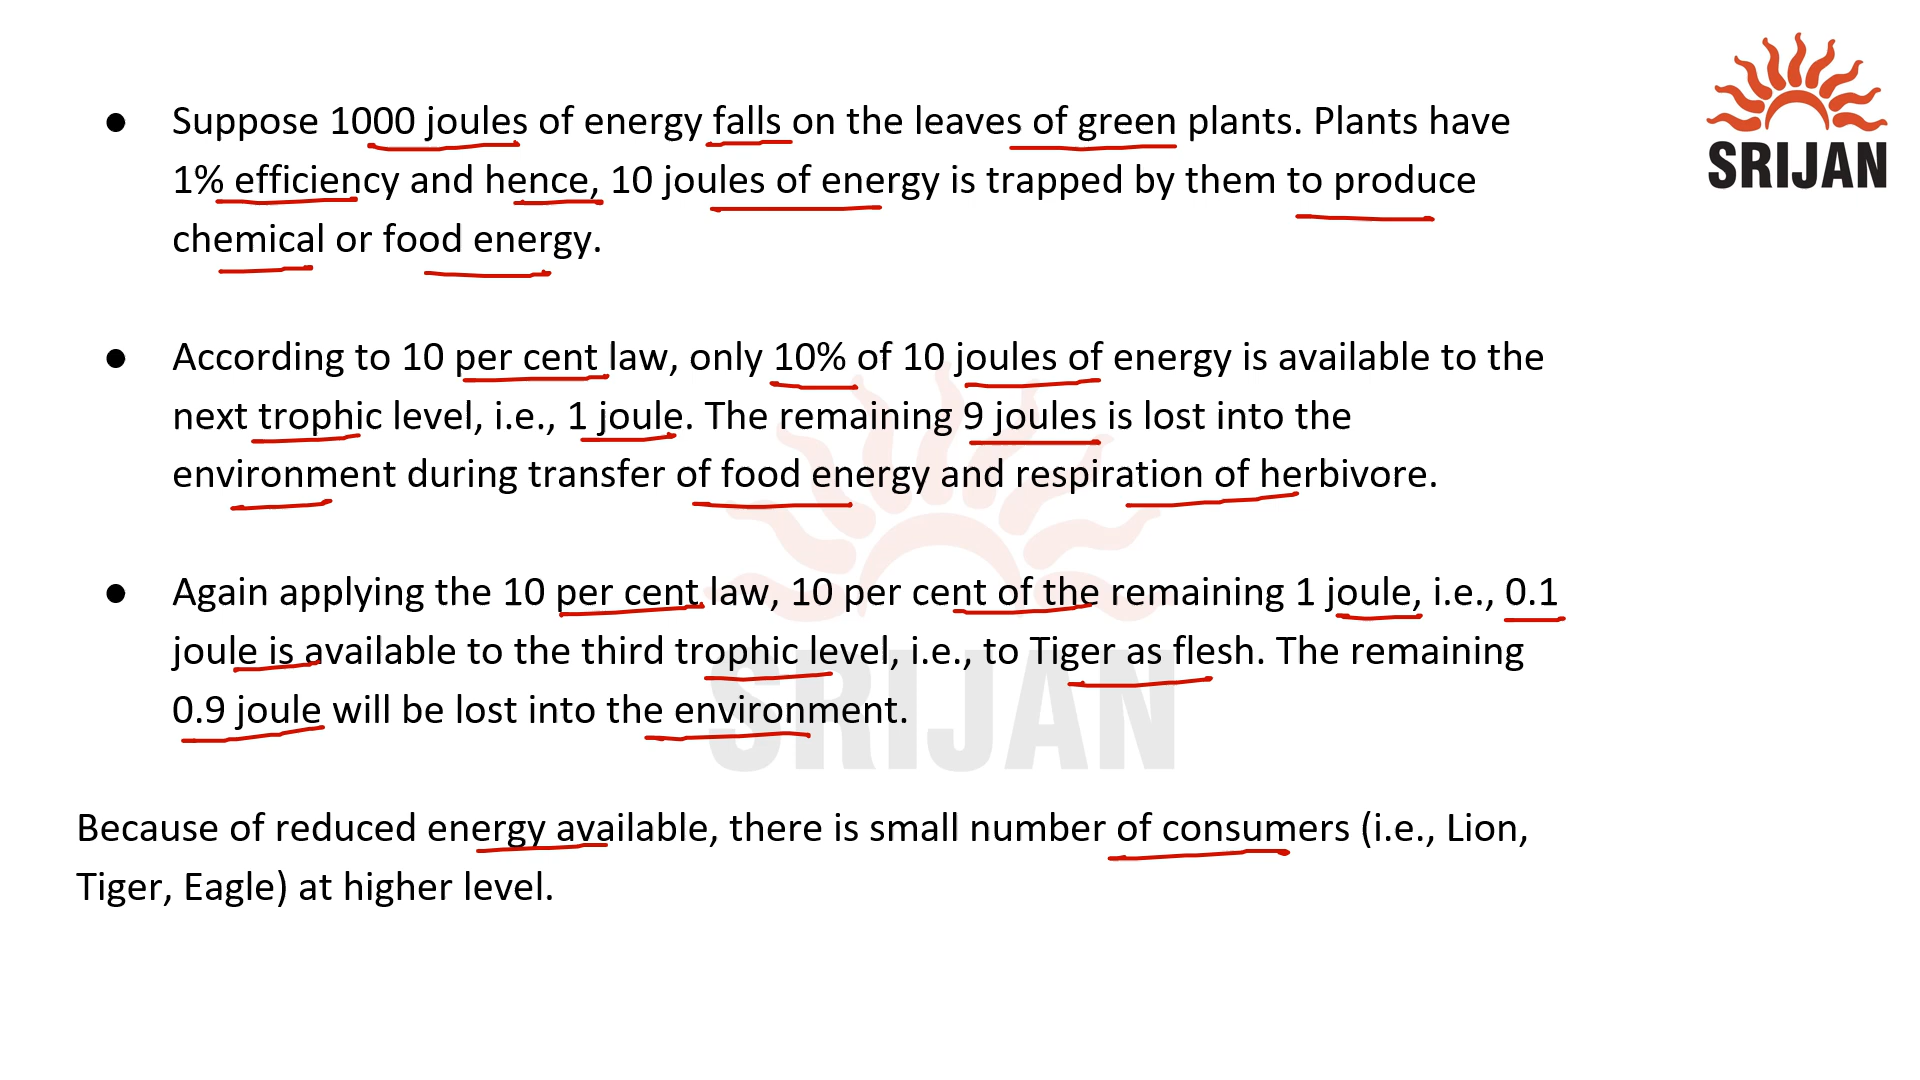 SRIJAN
● Suppose 1000 joules of energy falls on the leaves of green plants. Plants have
1% efficiency and hence, 10 joules of energy is trapped by them to produce
chemical or food energy.
● According to 10 per cent law, only 10% of 10 joules of energy is available to the
next trophic level, i.e., 1 joule. The remaining 9 joules is lost into the
environment during transfer of food energy and respiration of herbivore.
● Again applying the 10 per cent law, 10 per cent of the remaining 1 joule, i.e., 0.1
joule is available to the third trophic level, i.e., to Tiger as flesh. The remaining
0.9 joule will be lost into the environment.
SRIJAN
Because of reduced energy available, there is small number of consumers (i.e., Lion,
Tiger, Eagle) at higher level.